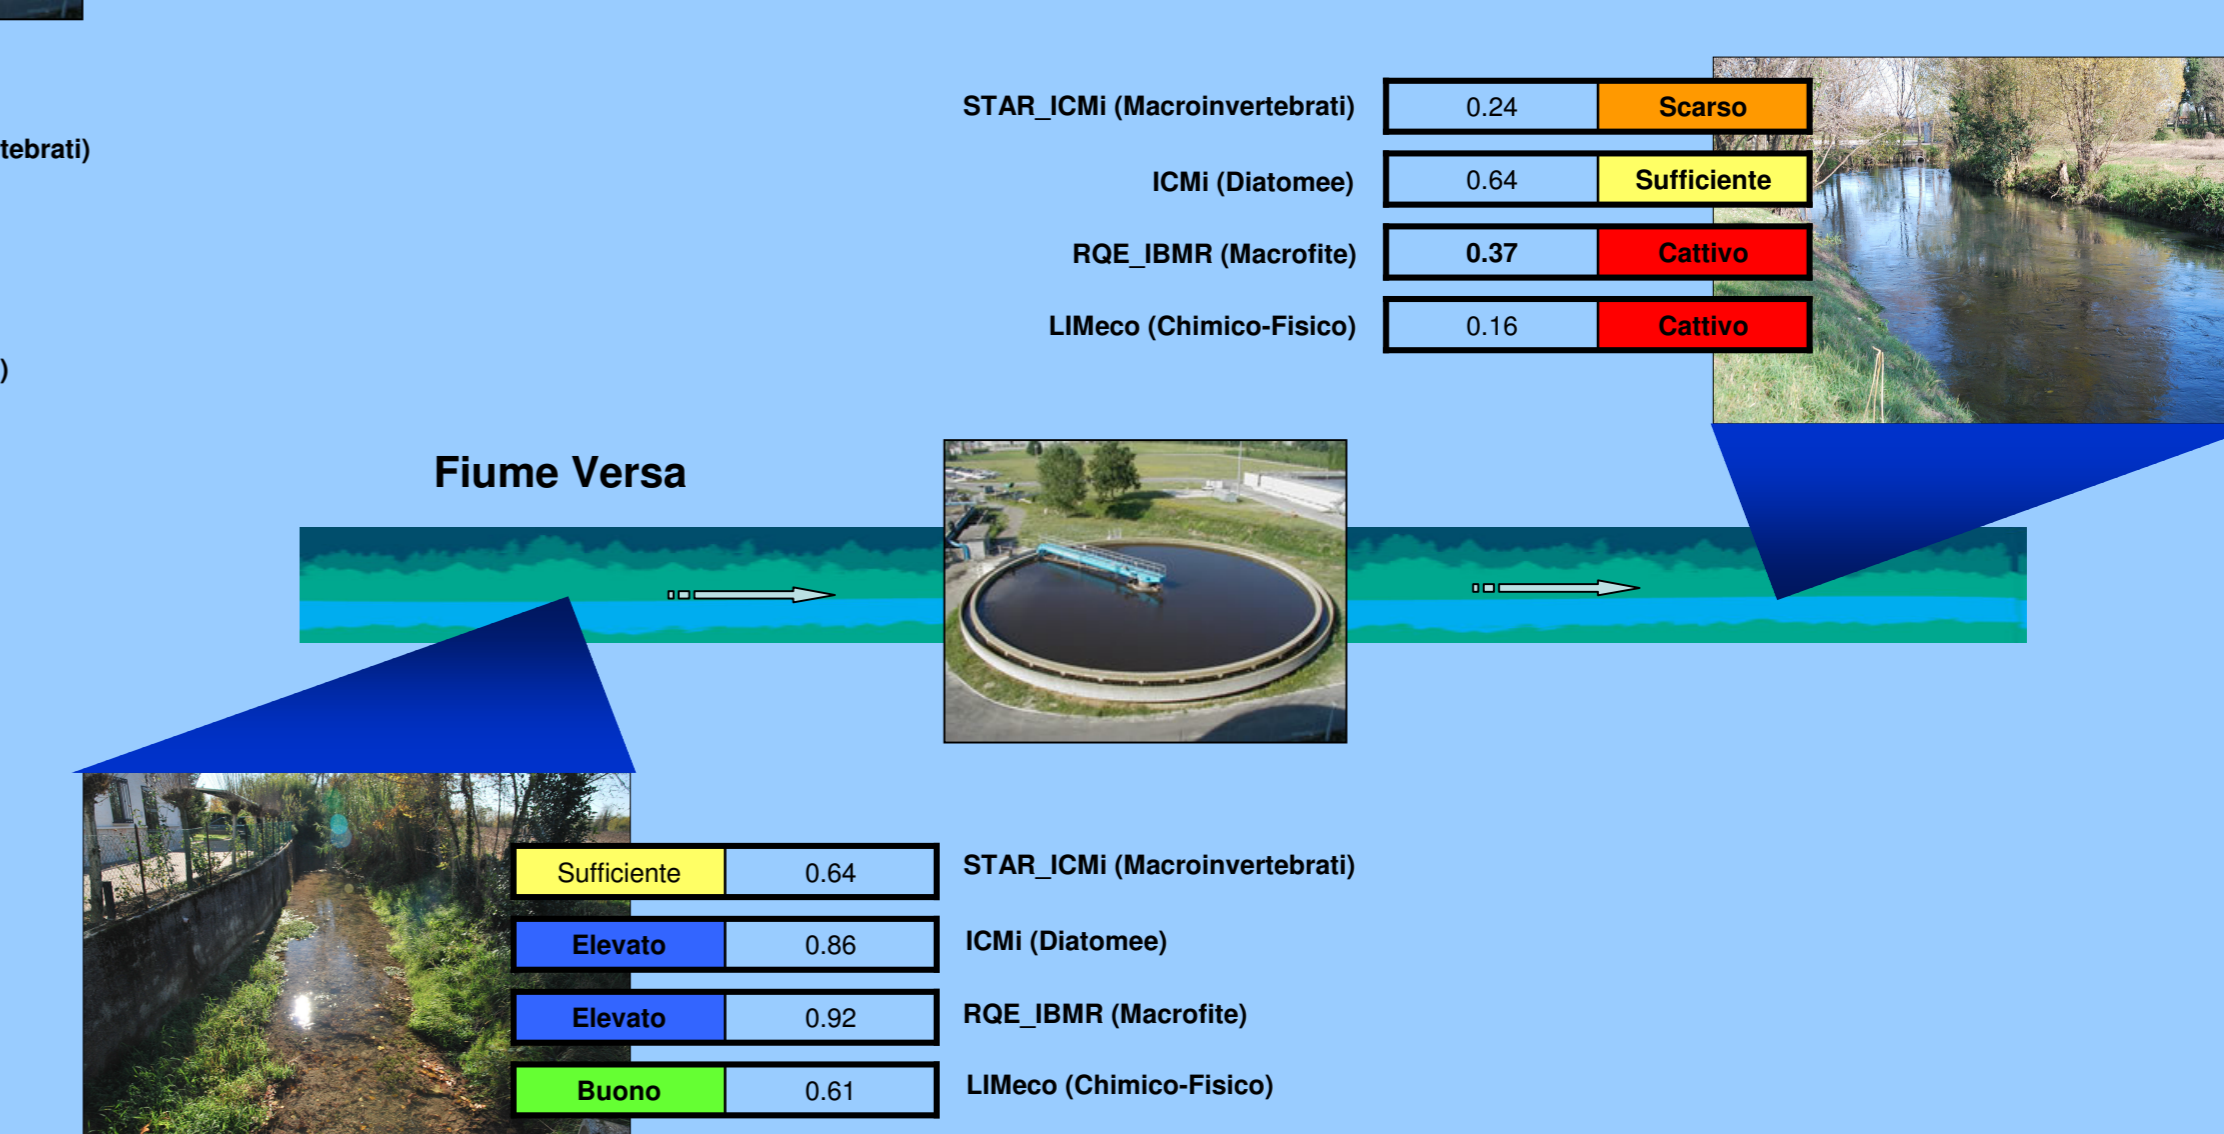 STAR_ICMi (Macroinvertebrati) 0.24 Scarso
tebrati)
ICMi (Diatomee) 0.64 Sufficiente
RQE_IBMR (Macrofite) 0.37 Cattivo
LIMeco (Chimico-Fisico) 0.16 Cattivo
)
Fiume Versa
Sufficiente 0.64 STAR_ICMi (Macroinvertebrati)
Elevato 0.86 ICMi (Diatomee)
Elevato 0.92 RQE_IBMR (Macrofite)
Buono 0.61 LIMeco (Chimico-Fisico)